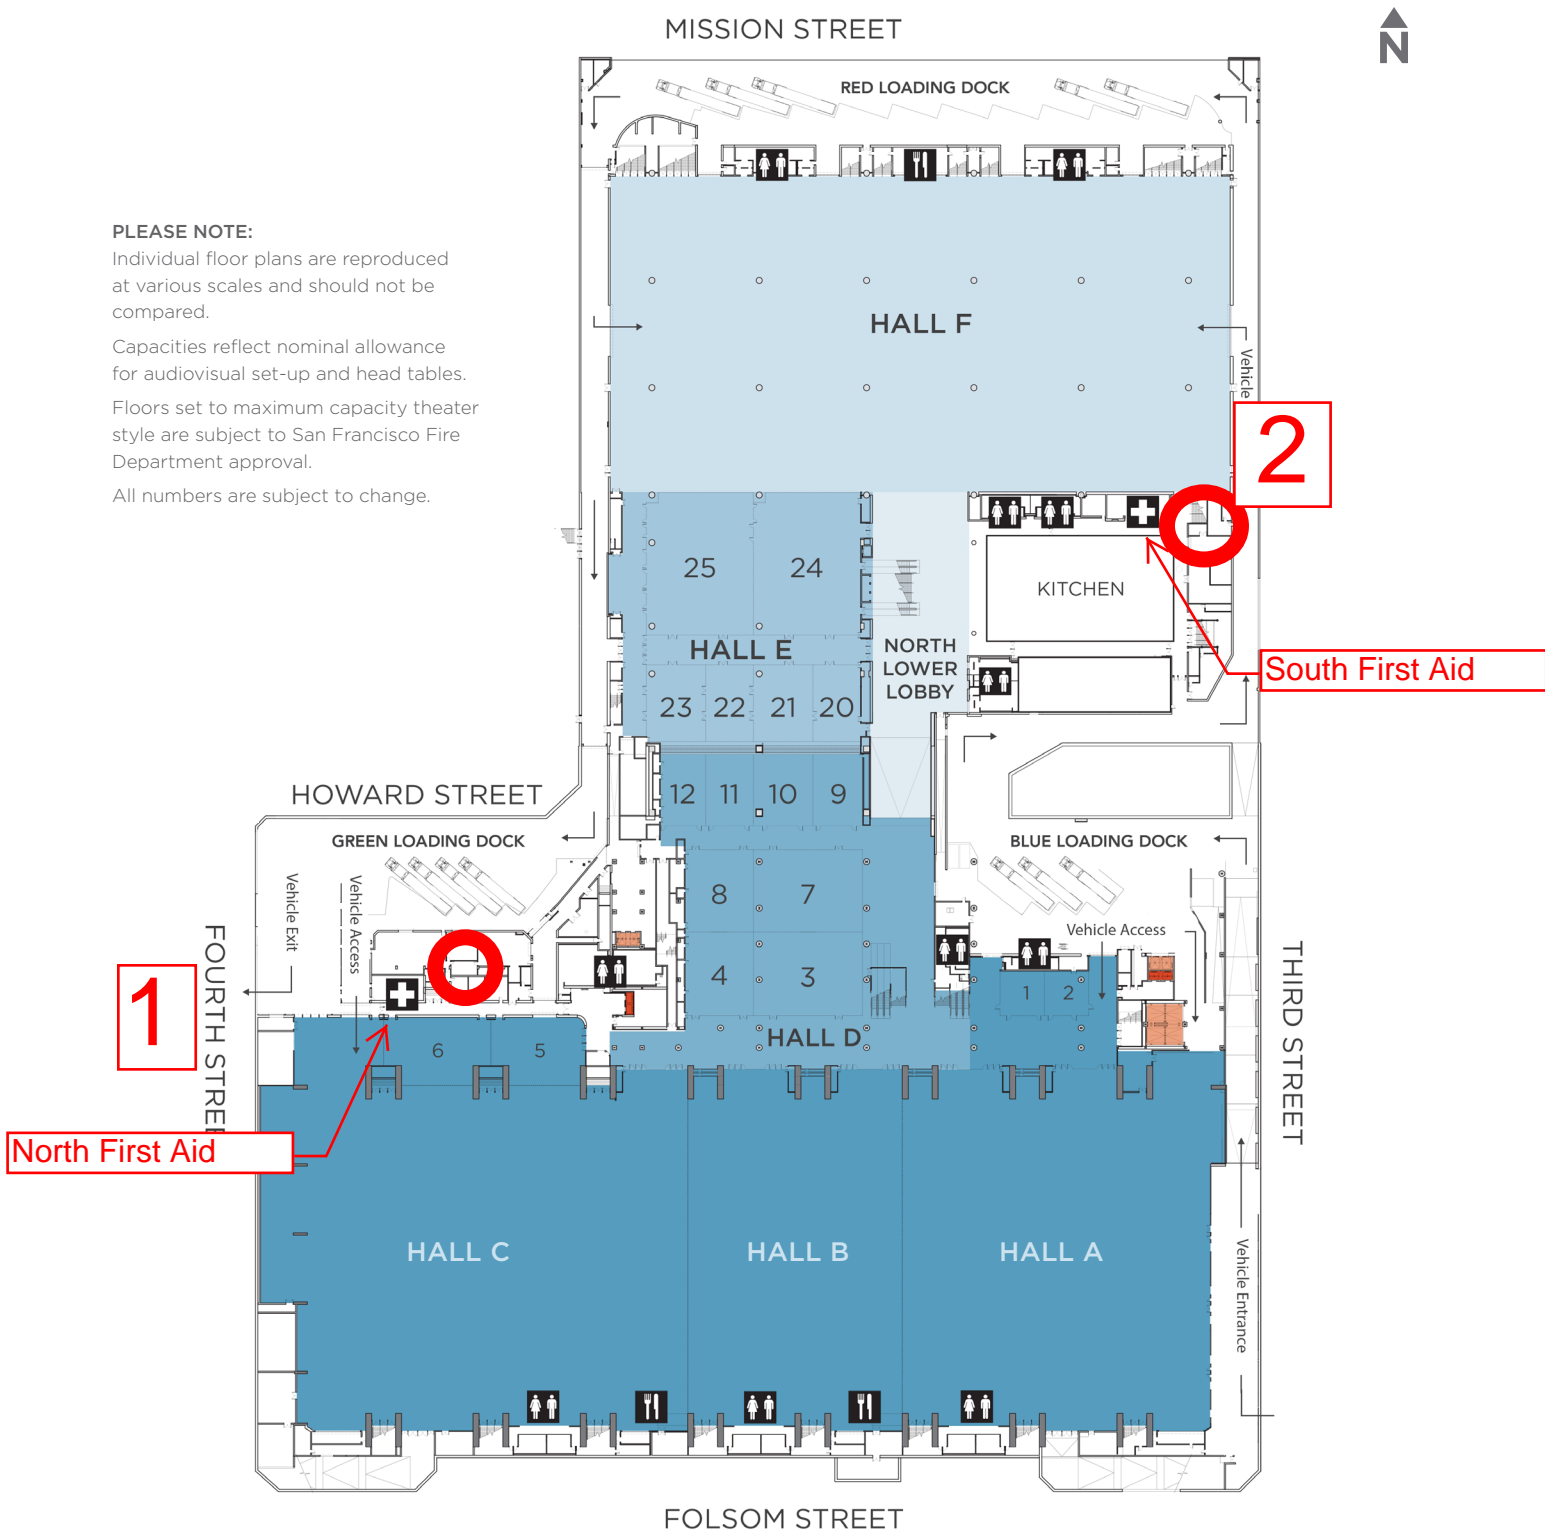 MISSION STREET
N
RED LOADING DOCK
PLEASE NOTE:
Individual floor plans are reproduced
at various scales and should not be
compared.
Capacities reflect nominal allowance
for audiovisual set-up and head tables.
Floors set to maximum capacity theater
style are subject to San Francisco Fire
Department approval.
All numbers are subject to change.
HALL F
Vehicle
2
25
24
KITCHEN
HALL E
NORTH
LOWER
LOBBY
South First Aid
23
22
21
20
HOWARD STREET
12
11
10
9
GREEN LOADING DOCK
BLUE LOADING DOCK
Vehicle Exit
Vehicle Access
8
7
Vehicle Access
FOURTH STREE
THIRD STREET
1
4
3
1
2
6
5
HALL D
North First Aid
HALL C
HALL B
HALL A
Vehicle Entrance
FOLSOM STREET